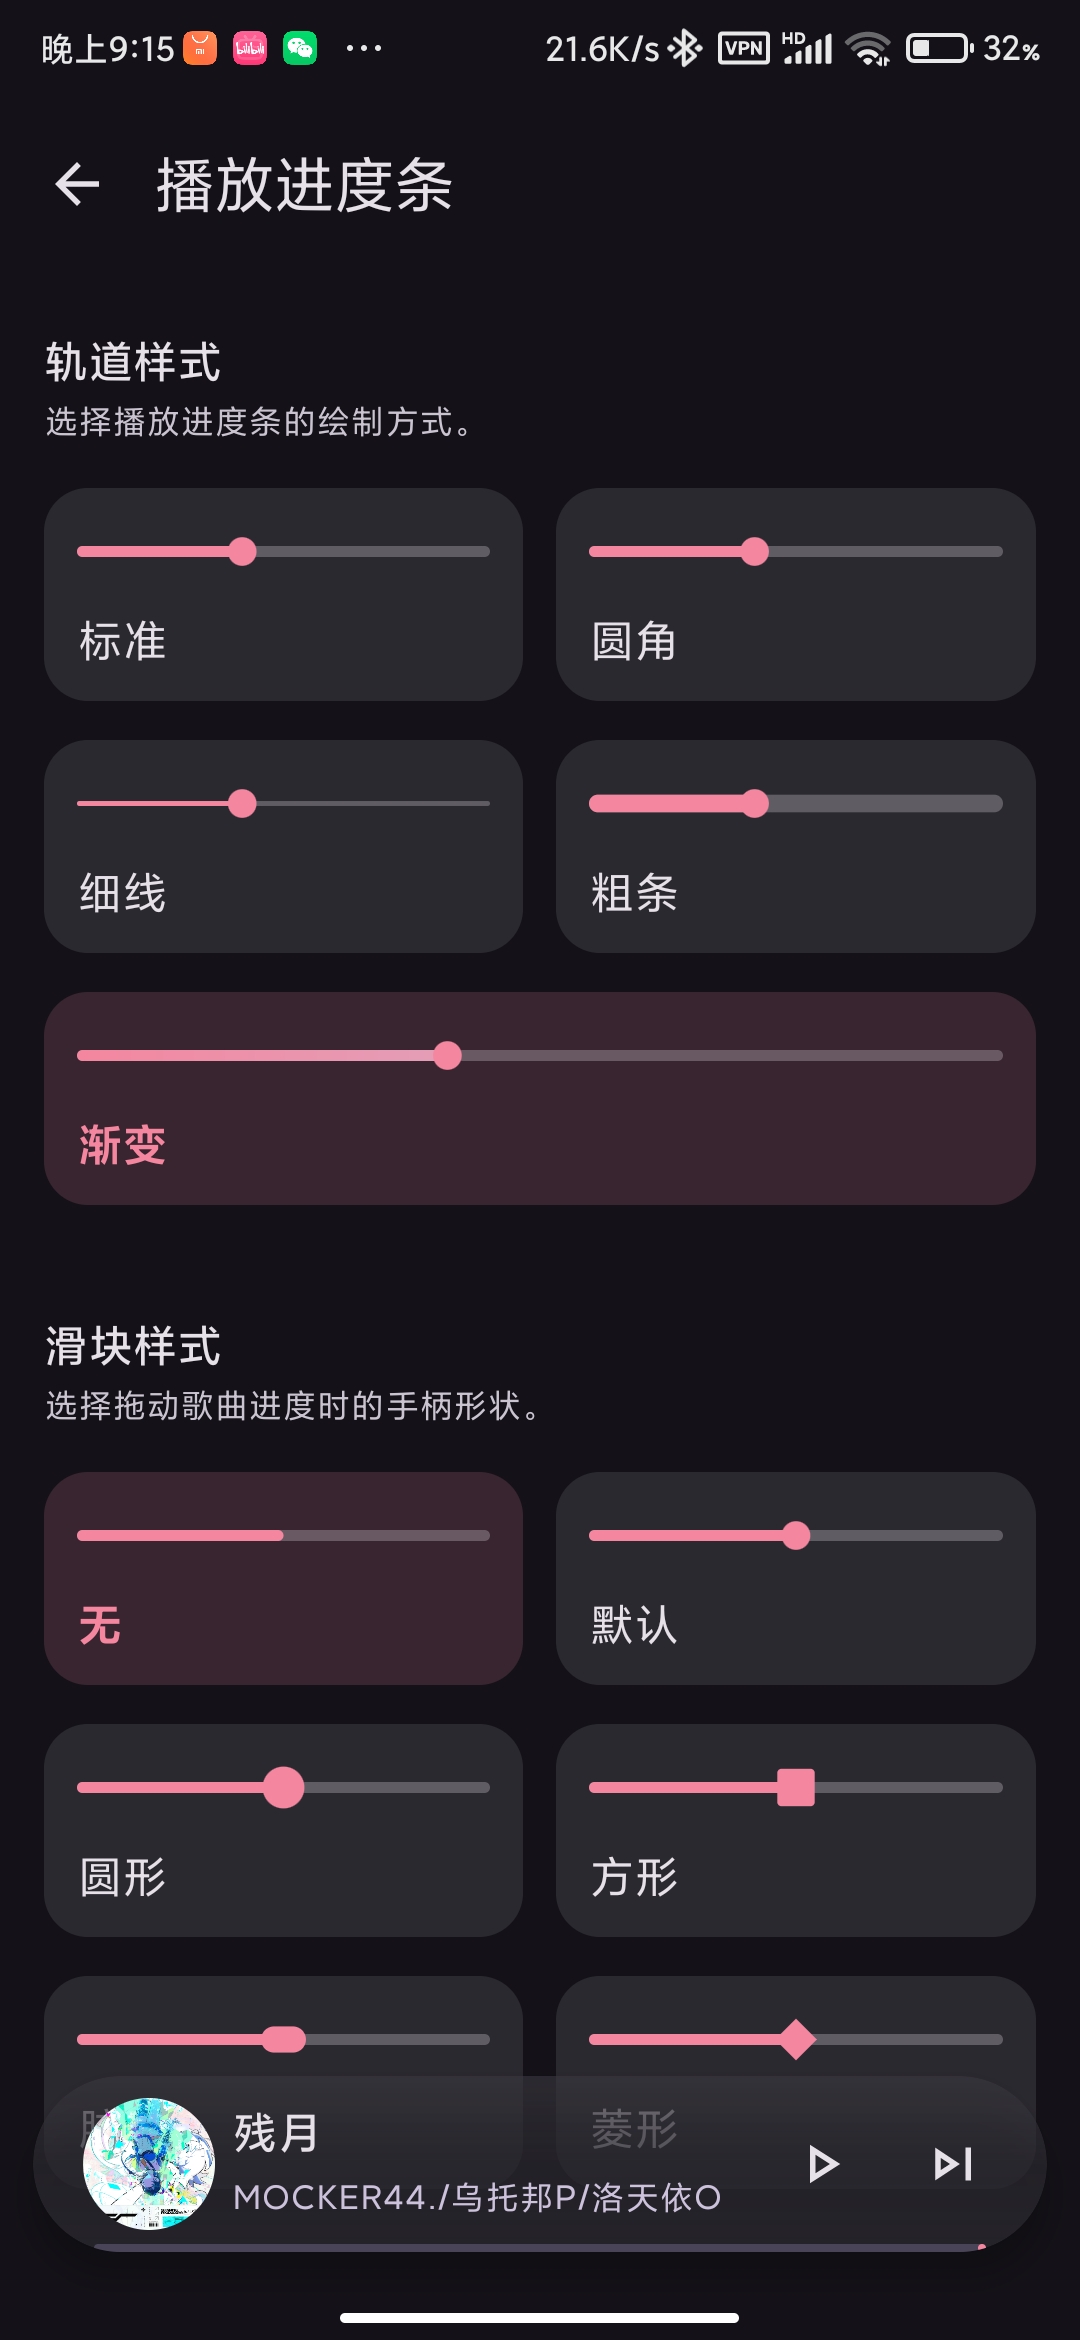 晚上9:15
21.6K/s VPN HD 32%
播放进度条
轨道样式
选择播放进度条的绘制方式。
标准
圆角
细线
粗条
渐变
滑块样式
选择拖动歌曲进度时的手柄形状。
无
默认
圆形
方形
菱形
残月
MOCKER44./乌托邦P/洛天依O